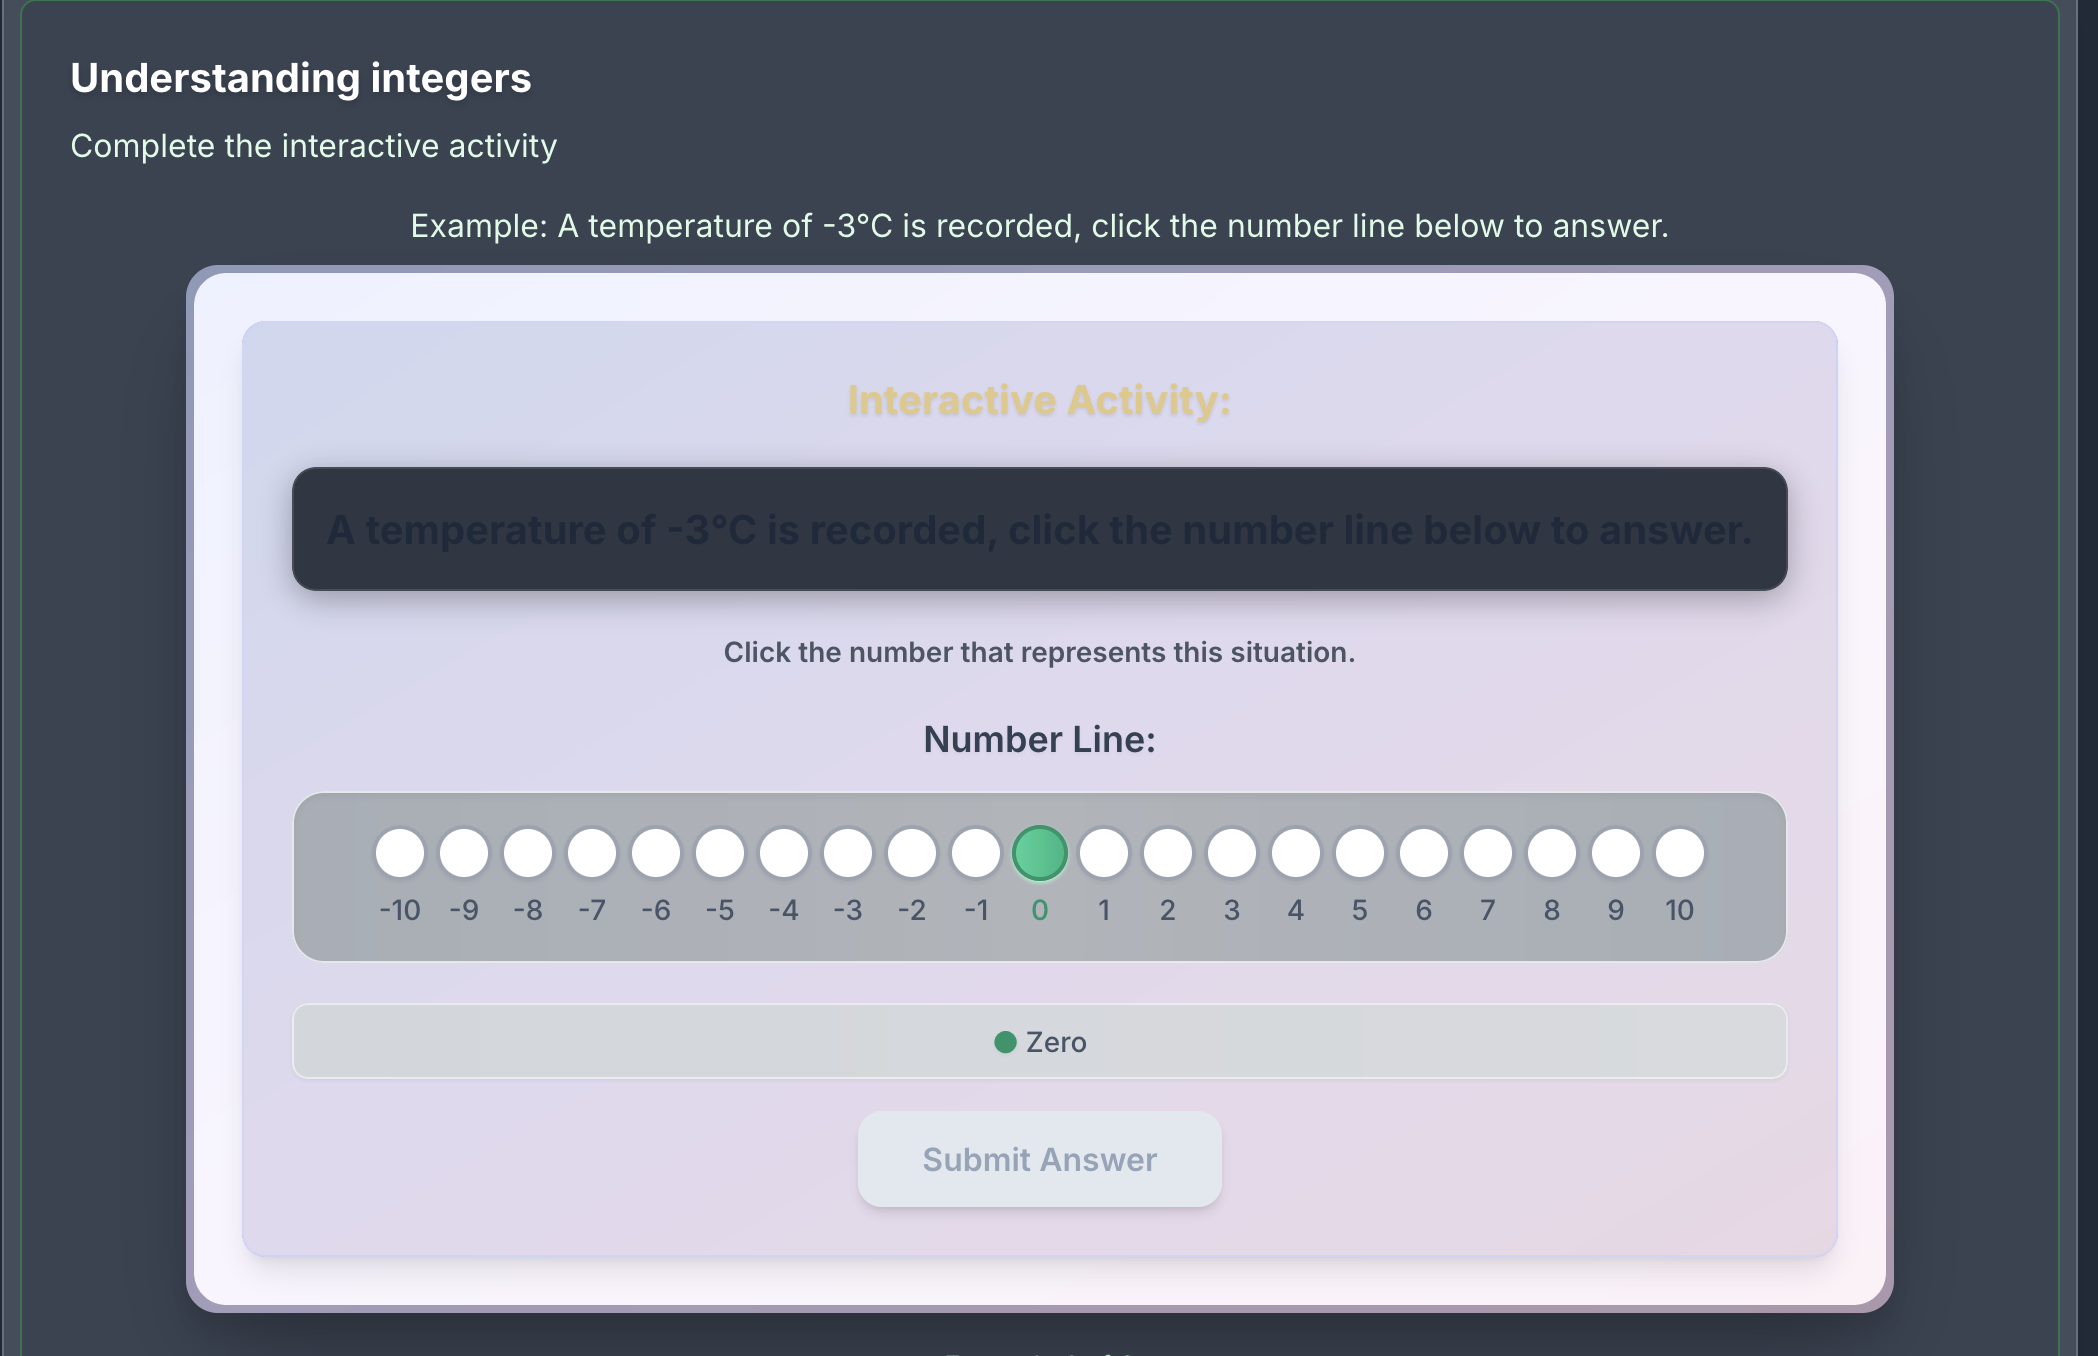 Understanding integers
Complete the interactive activity
Example: A temperature of -3°C is recorded, click the number line below to answer.
Interactive Activity:
A temperature of -3°C is recorded, click the number line below to answer.
Click the number that represents this situation.
Number Line:
-10 -9 -8 -7 -6 -5 -4 -3 -2 -1 0 1 2 3 4 5 6 7 8 9 10
Zero
Submit Answer